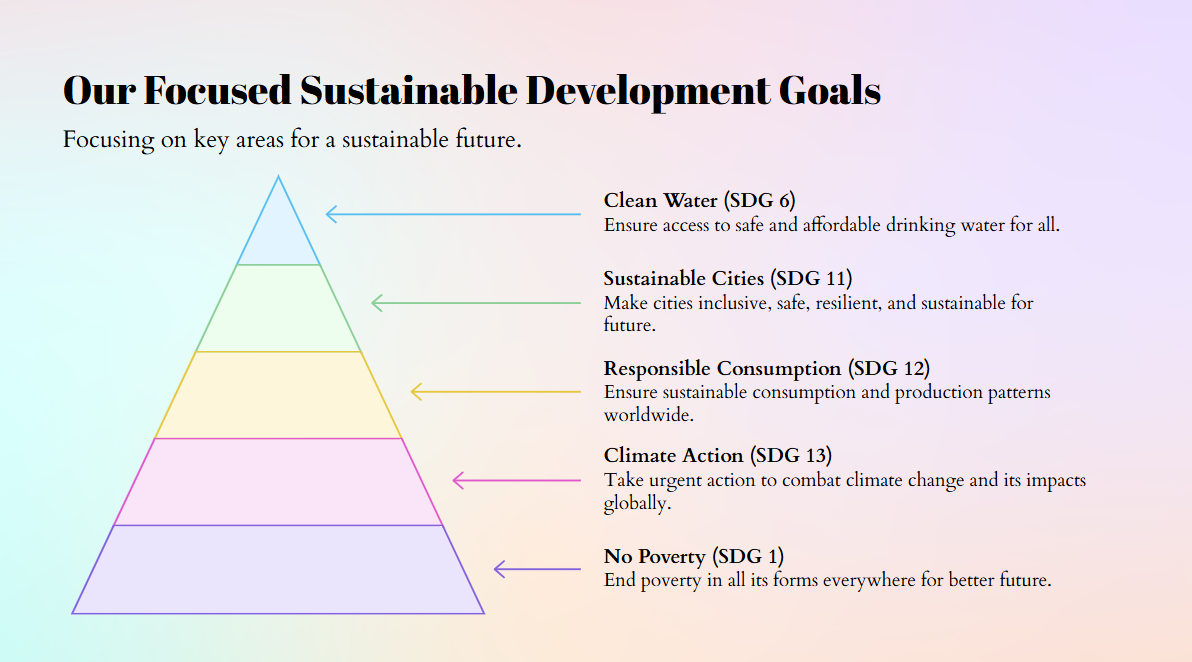 Our Focused Sustainable Development Goals
Focusing on key areas for a sustainable future.
Clean Water (SDG 6)
Ensure access to safe and affordable drinking water for all.
Sustainable Cities (SDG 11)
Make cities inclusive, safe, resilient, and sustainable for
future.
Responsible Consumption (SDG 12)
Ensure sustainable consumption and production patterns
worldwide.
Climate Action (SDG 13)
Take urgent action to combat climate change and its impacts
globally.
No Poverty (SDG 1)
End poverty in all its forms everywhere for better future.